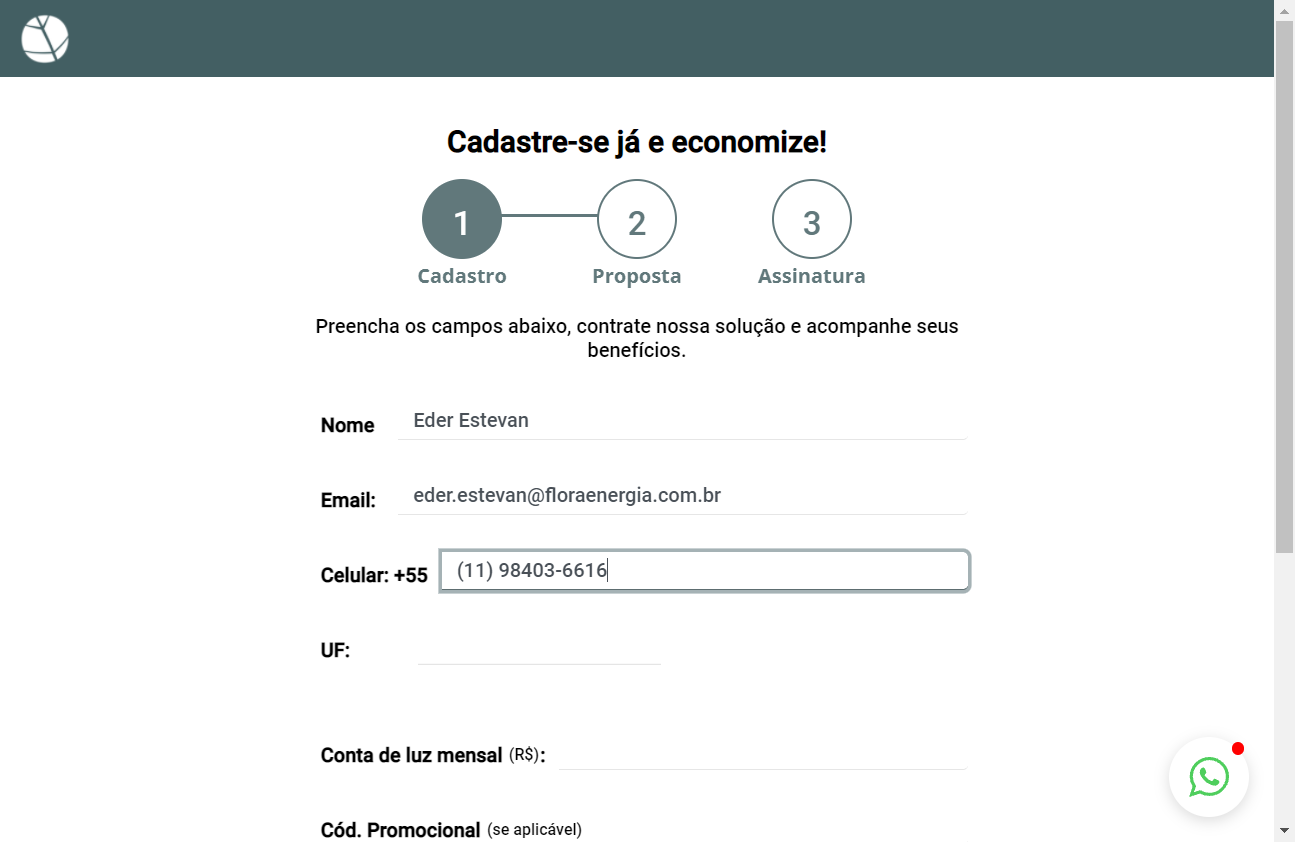 Cadastre-se já e economize!
1
2
3
Cadastro
Proposta
Assinatura
Preencha os campos abaixo, contrate nossa solução e acompanhe seus
benefícios.
Nome
Eder Estevan
Email:
eder.estevan@floraenergia.com.br
Celular: +55
(11) 98403-6616
UF:
Conta de luz mensal (R$):
Cód. Promocional (se aplicável)